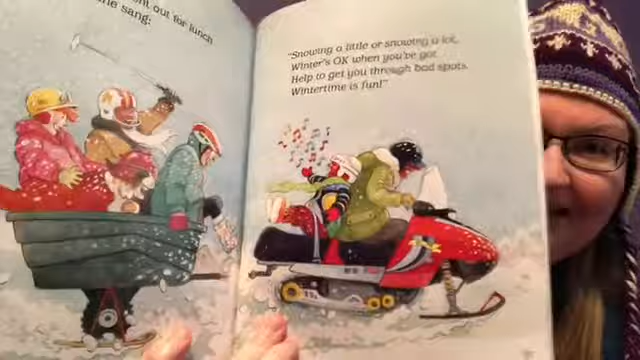 out for lunch
sang:
"Snowing a little or snowing a lot,
Winter's OK when you've got . . .
Help to get you through bad spots.
Wintertime is fun!"